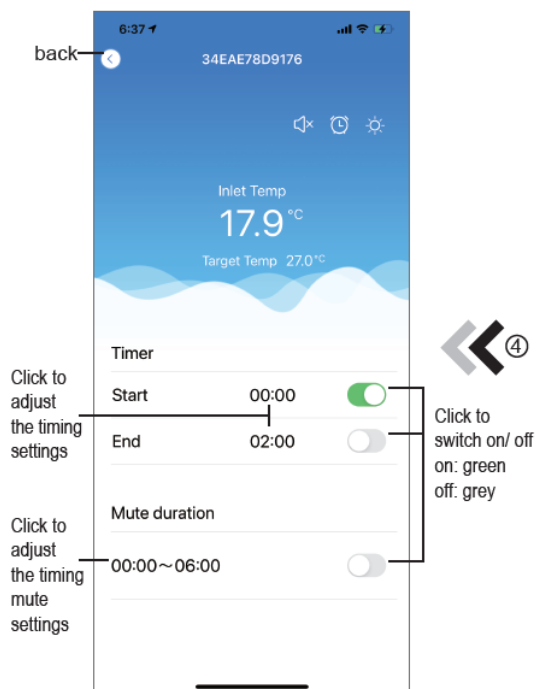 6:37
back
34EAE78D9176
Inlet Temp
17.9 °C
Target Temp 27.0°C
④
Timer
Click to
adjust
the timing
settings
Start 00:00
End 02:00
Click to
switch on/ off
on: green
off: grey
Mute duration
Click to
adjust
the timing
mute
settings
00:00～06:00